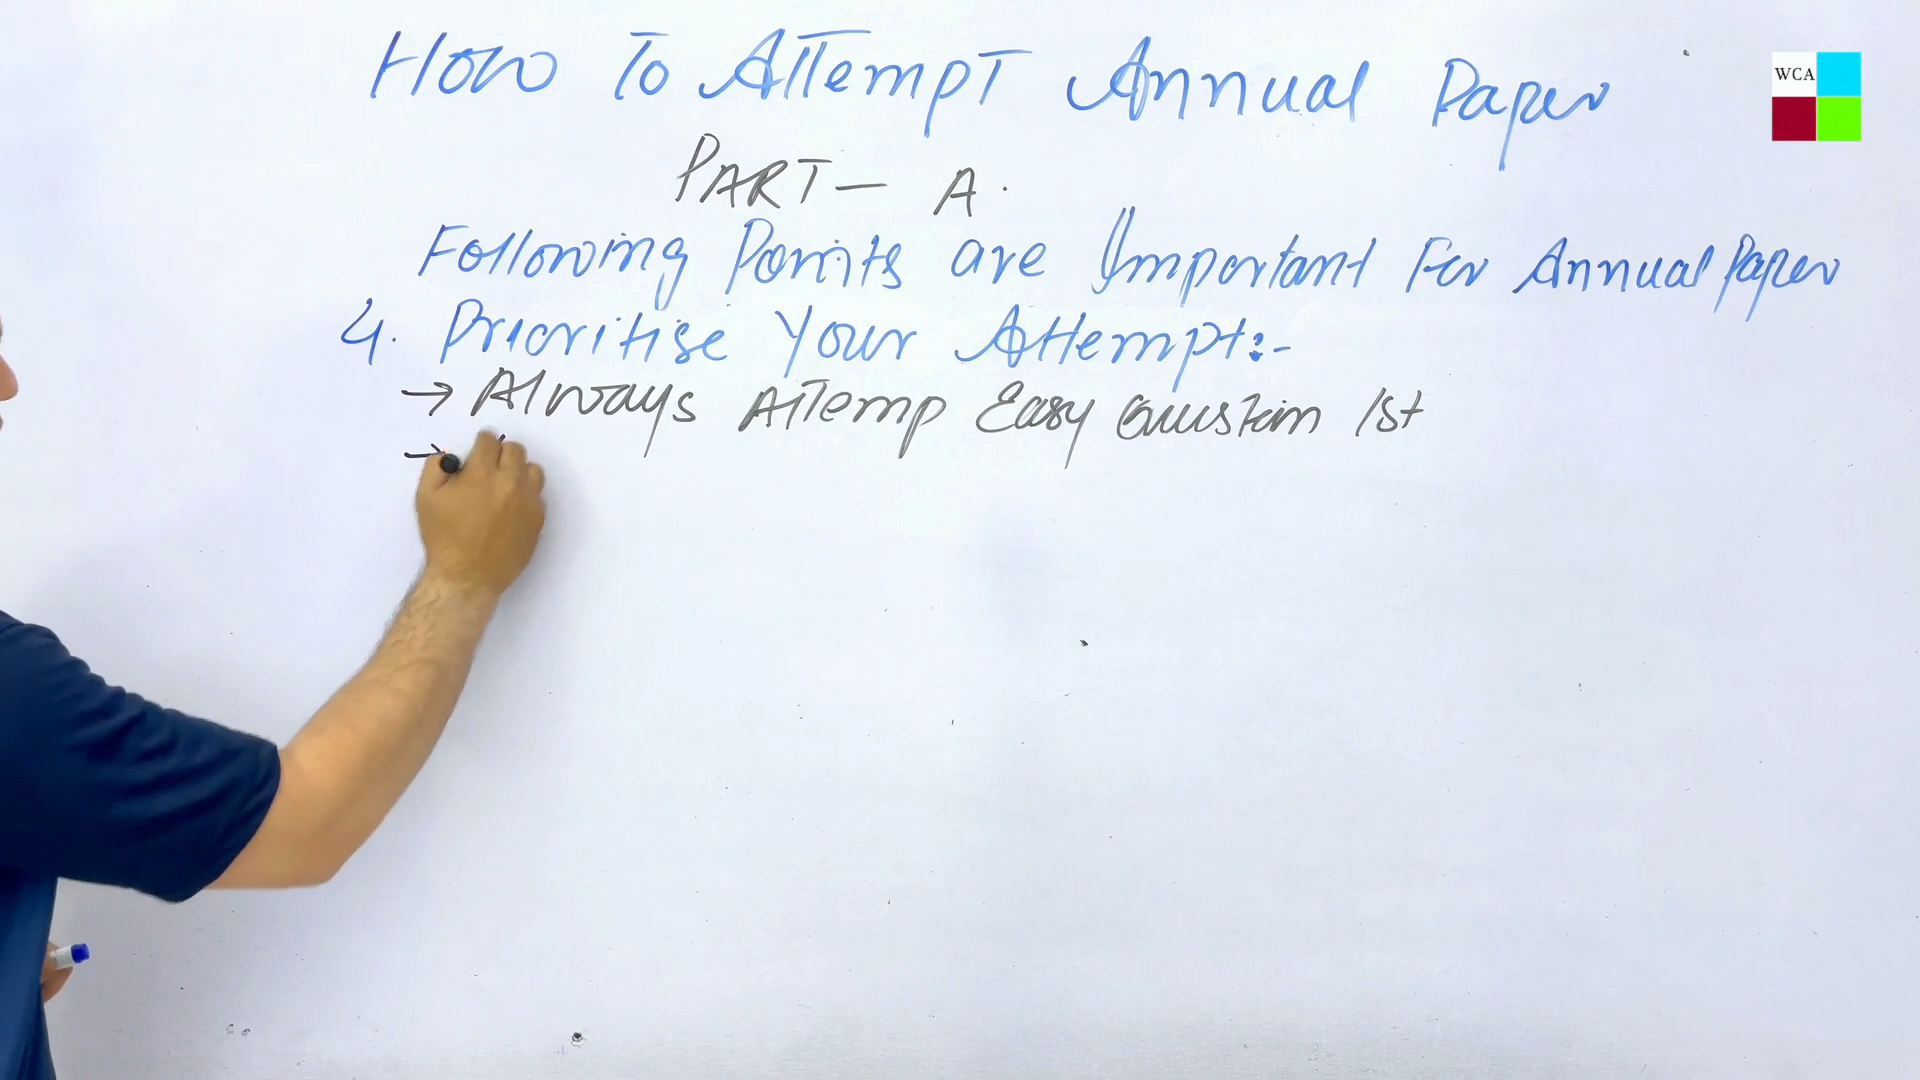 How To Attempt Annual Paper
WCA
PART - A.
Following Points are Important For Annual Paper
4. Prioritise Your Attempt:-
→ Always Attemp Easy Question 1st
→